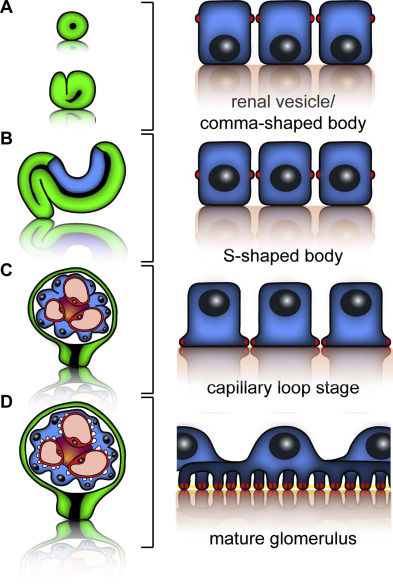 A
renal vesicle/
comma-shaped body
B
S-shaped body
C
capillary loop stage
D
mature glomerulus